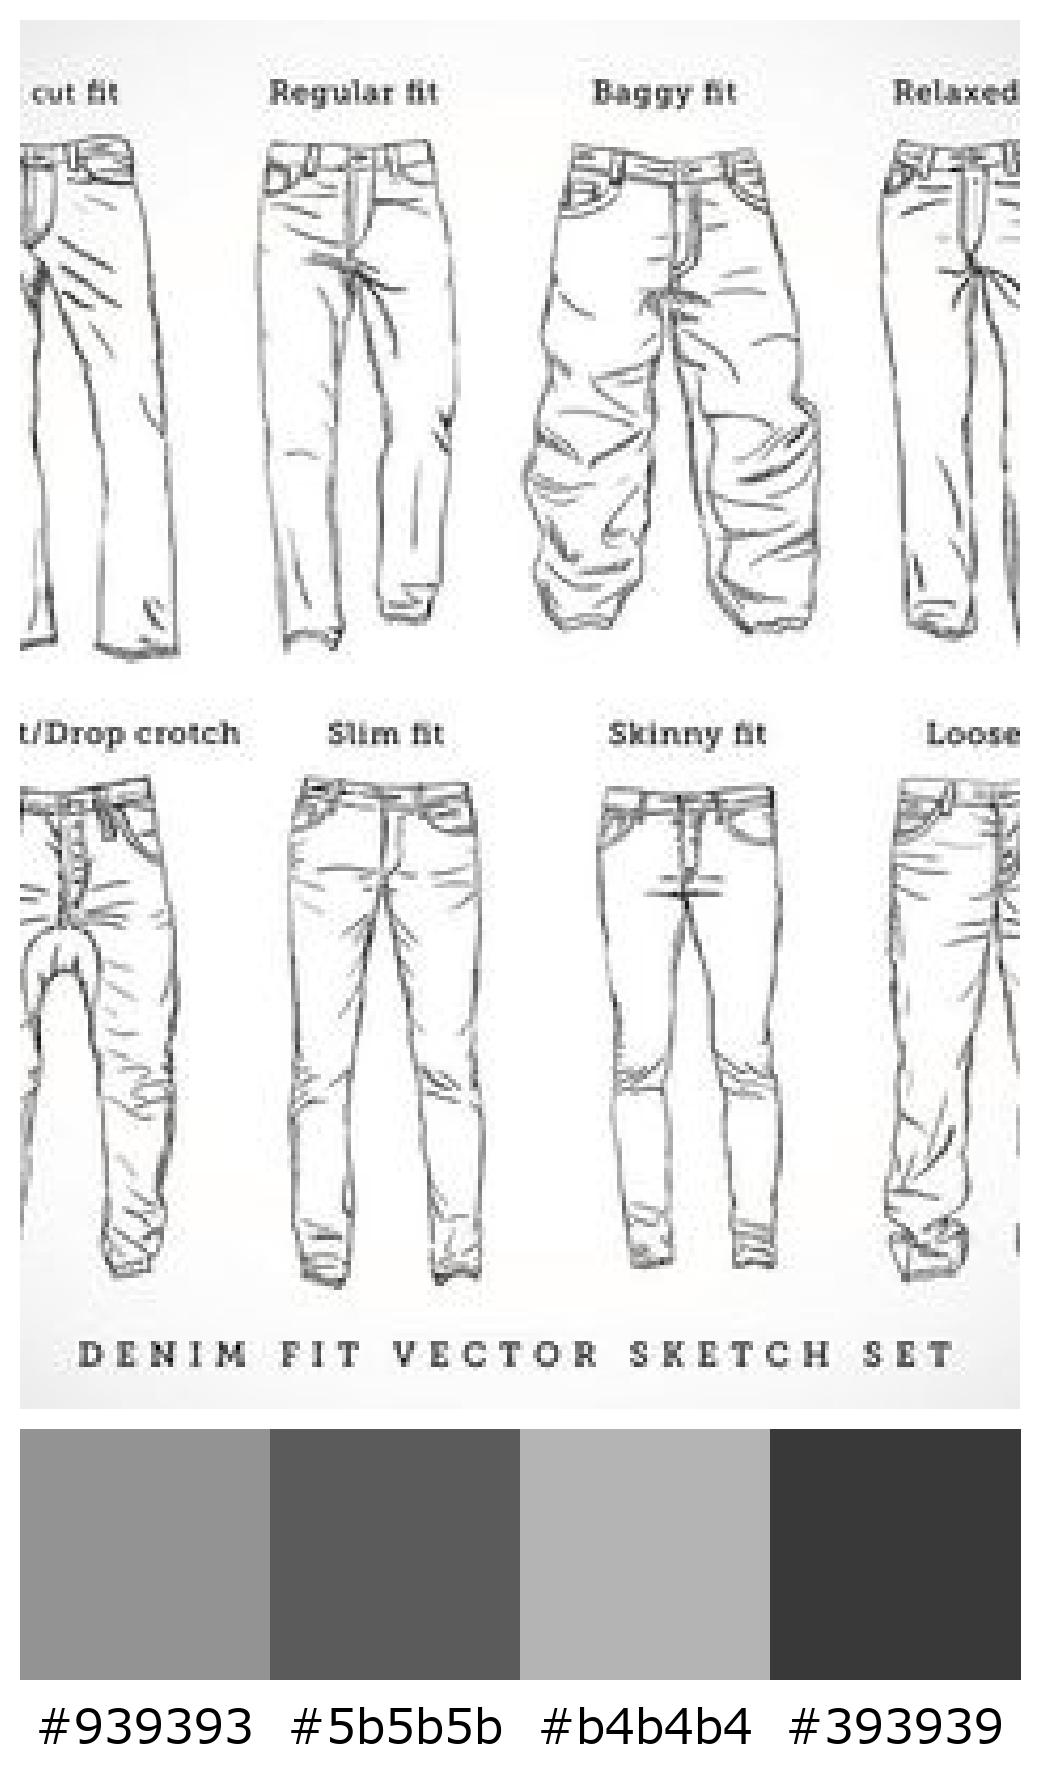 cut fit Regular fit Baggy fit Relaxed
t/Drop crotch Slim fit Skinny fit Loose
DENIM FIT VECTOR SKETCH SET
#939393 #5b5b5b #b4b4b4 #393939